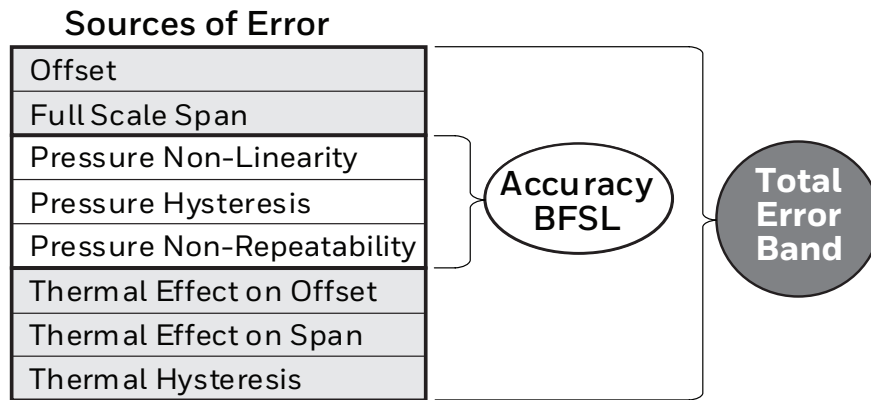 Sources of Error
Offset
Full Scale Span
Pressure Non-Linearity
Pressure Hysteresis
Pressure Non-Repeatability
Thermal Effect on Offset
Thermal Effect on Span
Thermal Hysteresis
Accuracy
BFSL
Total
Error
Band